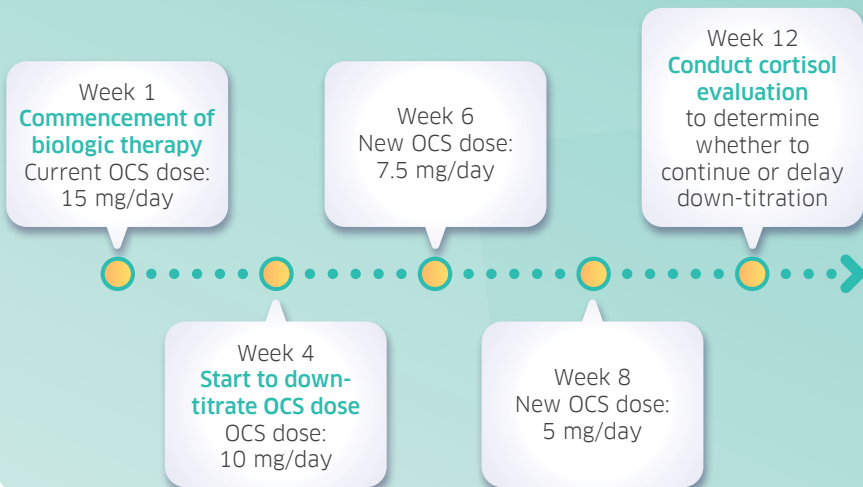 Week 1
Commencement of
biologic therapy
Current OCS dose:
15 mg/day
Week 4
Start to down-
titrate OCS dose
OCS dose:
10 mg/day
Week 6
New OCS dose:
7.5 mg/day
Week 8
New OCS dose:
5 mg/day
Week 12
Conduct cortisol
evaluation
to determine
whether to
continue or delay
down-titration